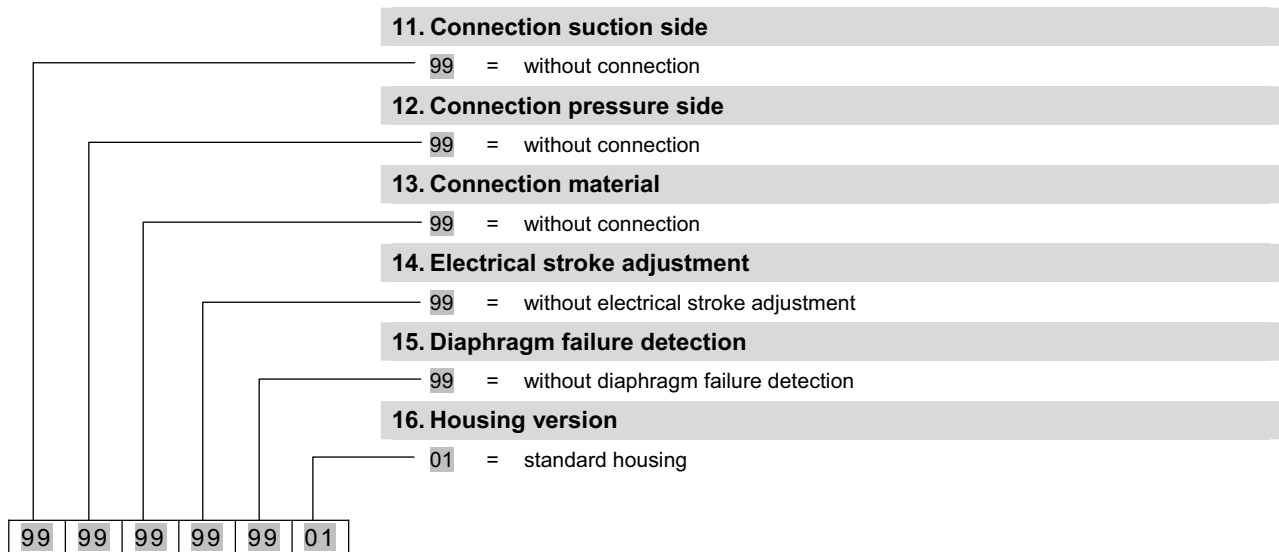 11. Connection suction side
99 = without connection
12. Connection pressure side
99 = without connection
13. Connection material
99 = without connection
14. Electrical stroke adjustment
99 = without electrical stroke adjustment
15. Diaphragm failure detection
99 = without diaphragm failure detection
16. Housing version
01 = standard housing
99 99 99 99 99 01